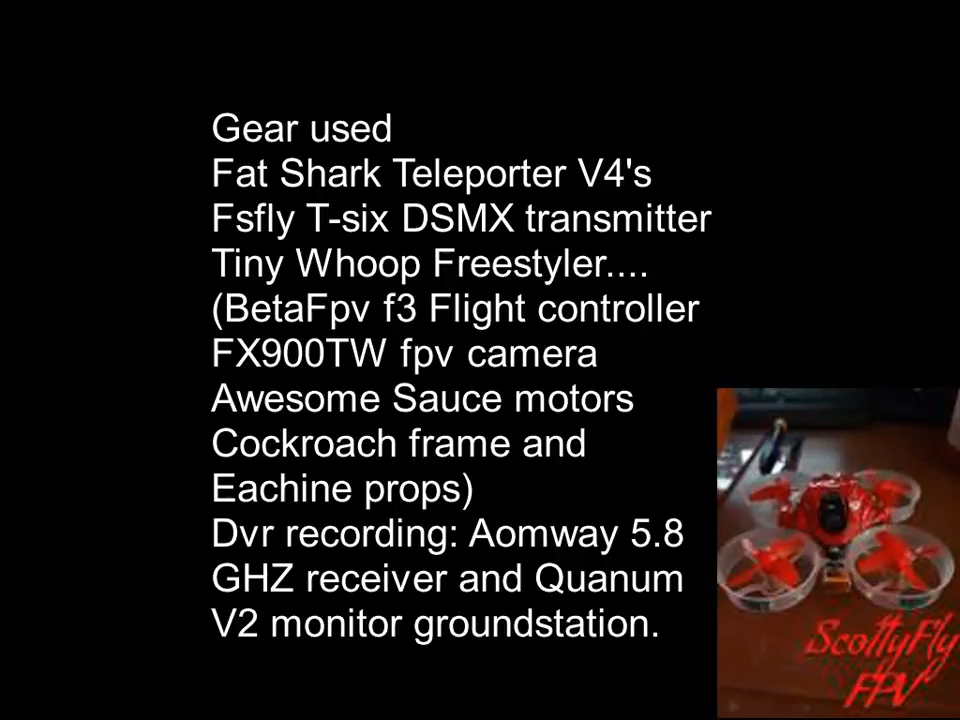 Gear used
Fat Shark Teleporter V4's
Fsfly T-six DSMX transmitter
Tiny Whoop Freestyler....
(BetaFpv f3 Flight controller
FX900TW fpv camera
Awesome Sauce motors
Cockroach frame and
Eachine props)
Dvr recording: Aomway 5.8
GHZ receiver and Quanum
V2 monitor groundstation.
ScottyFly
FPV